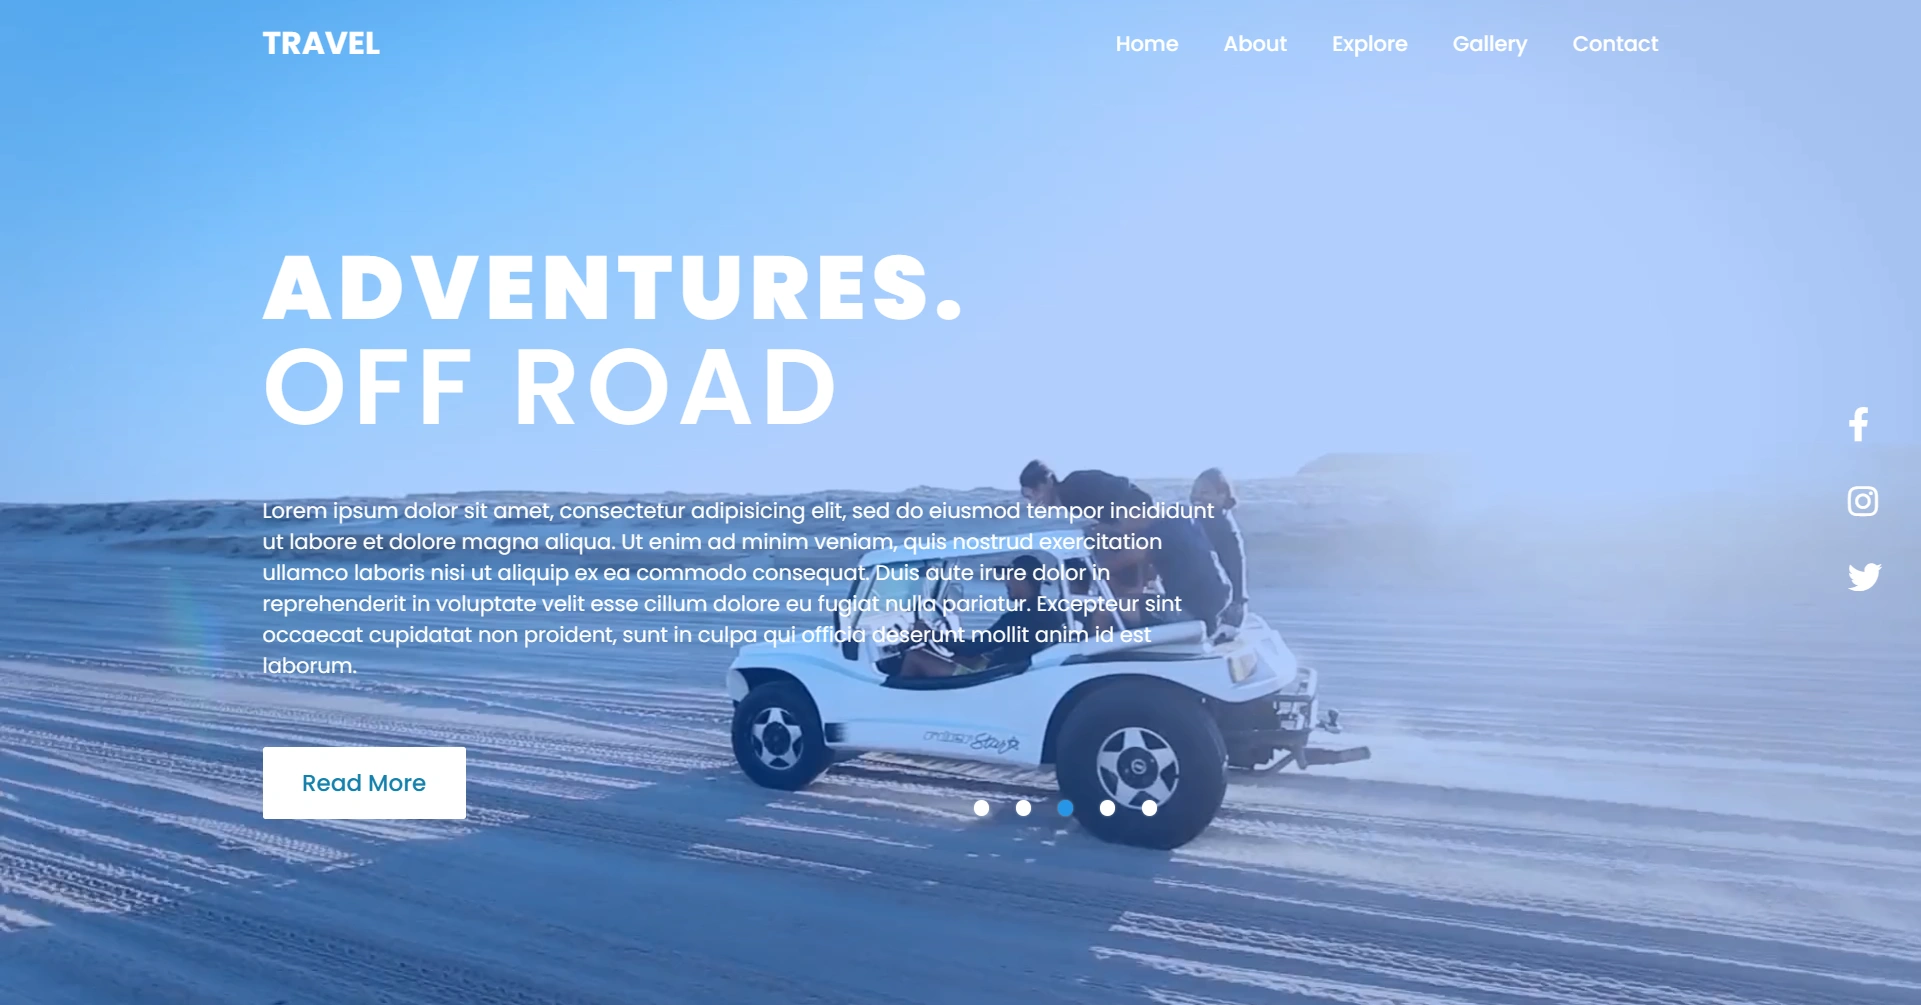 TRAVEL
Home About Explore Gallery Contact
ADVENTURES.
OFF ROAD
Lorem ipsum dolor sit amet, consectetur adipisicing elit, sed do eiusmod tempor incididunt
ut labore et dolore magna aliqua. Ut enim ad minim veniam, quis nostrud exercitation
ullamco laboris nisi ut aliquip ex ea commodo consequat. Duis aute irure dolor in
reprehenderit in voluptate velit esse cillum dolore eu fugiat nulla pariatur. Excepteur sint
occaecat cupidatat non proident, sunt in culpa qui officia deserunt mollit anim id est
laborum.
Star
Read More